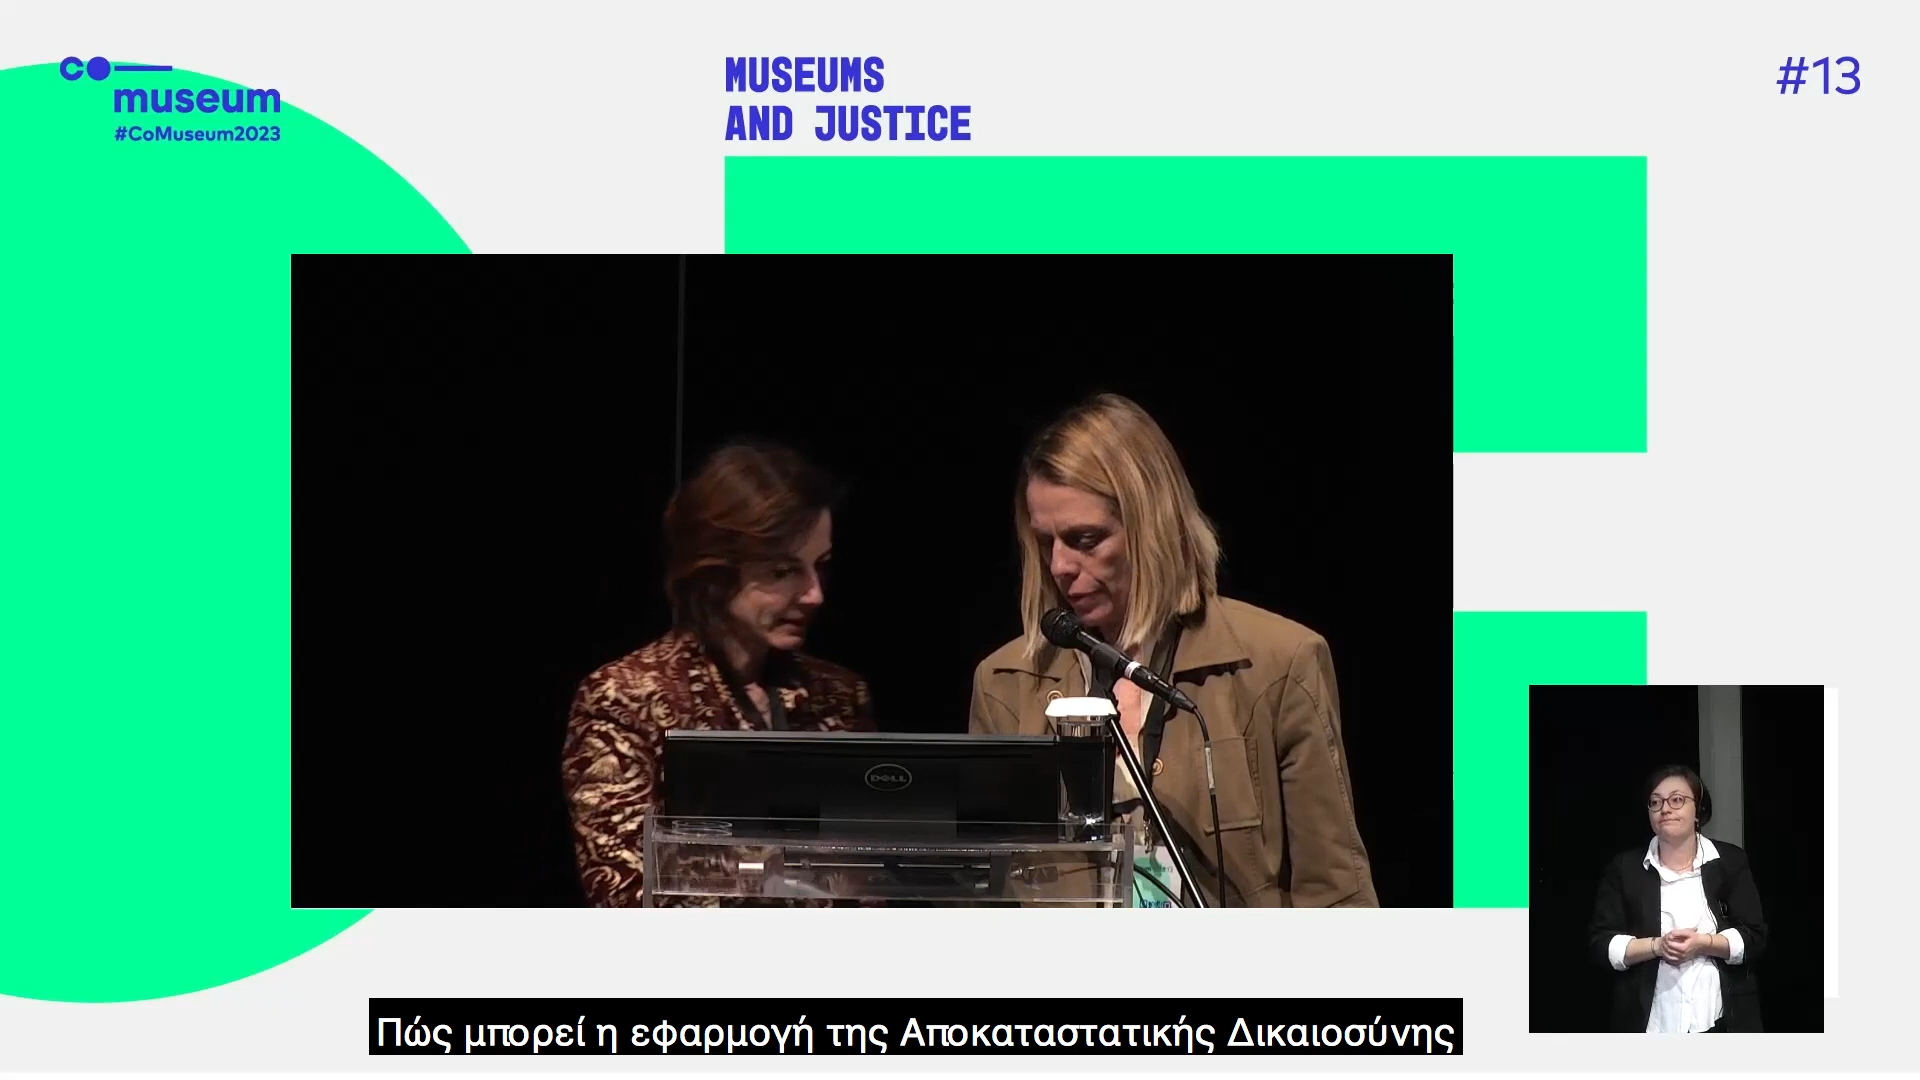 co
museum
#CoMuseum2023
MUSEUMS
AND JUSTICE
#13
DELL
Πώς μπορεί η εφαρμογή της Αποκαταστατικής Δικαιοσύνης